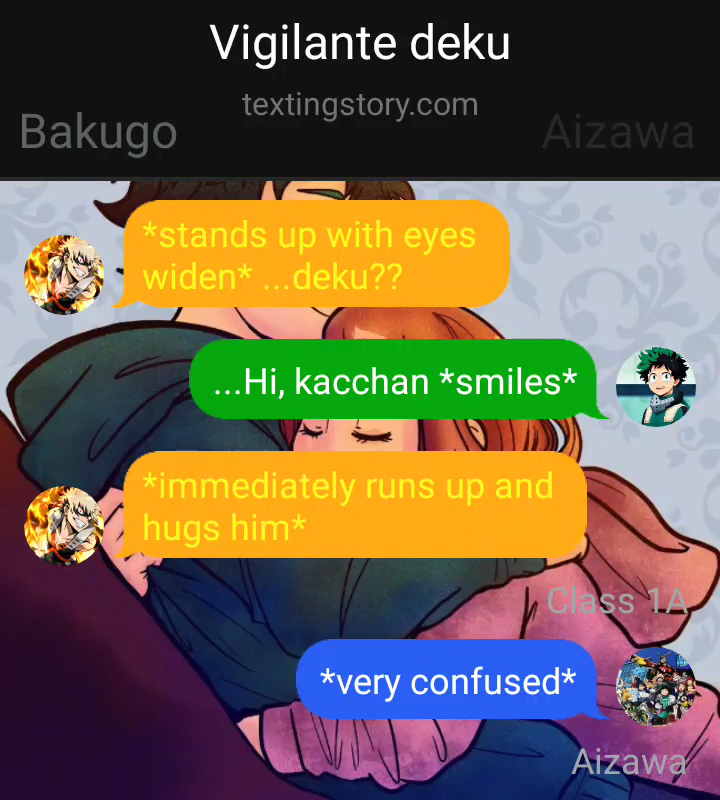 Vigilante deku
textingstory.com
Bakugo
Aizawa
*stands up with eyes
widen* ...deku??
...Hi, kacchan *smiles*
*immediately runs up and
hugs him*
Class 1A
*very confused*
Aizawa